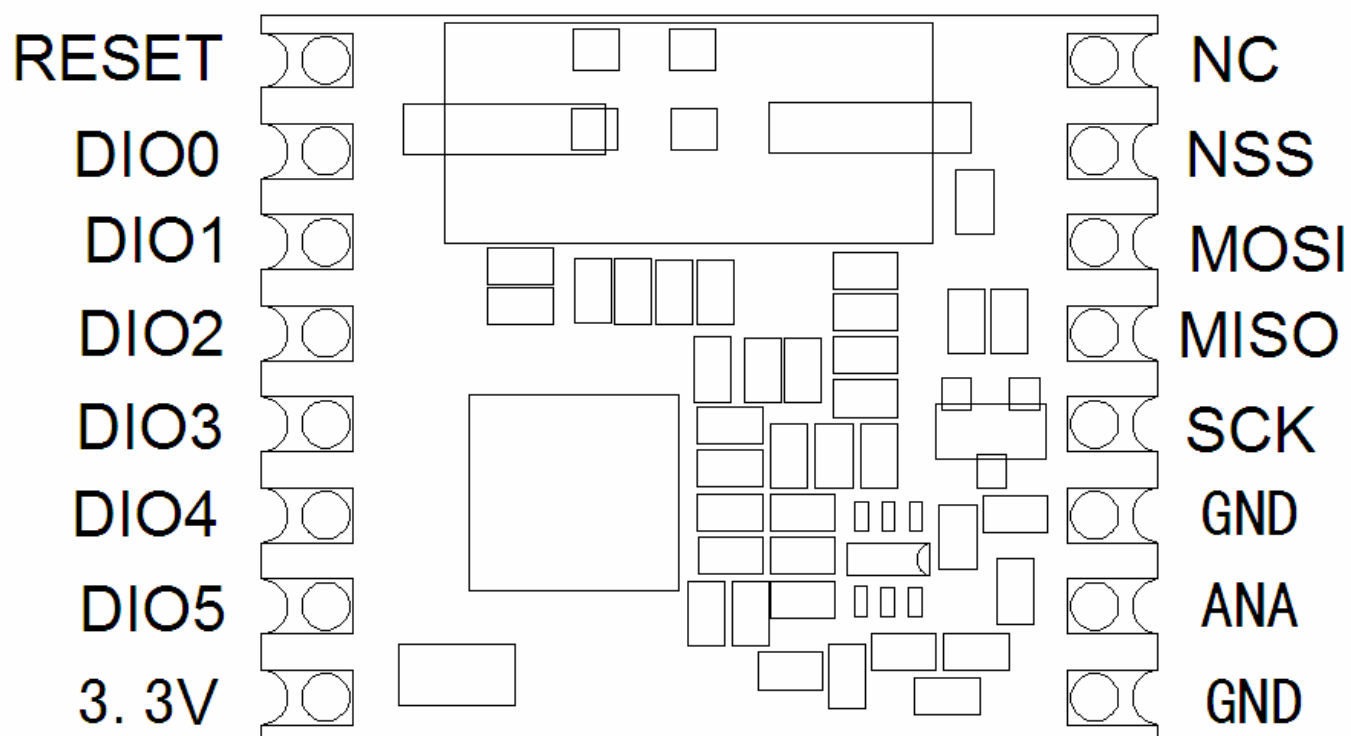 RESET
NC
DIO0
NSS
DIO1
MOSI
DIO2
MISO
DIO3
SCK
DIO4
GND
DIO5
ANA
3. 3V
GND